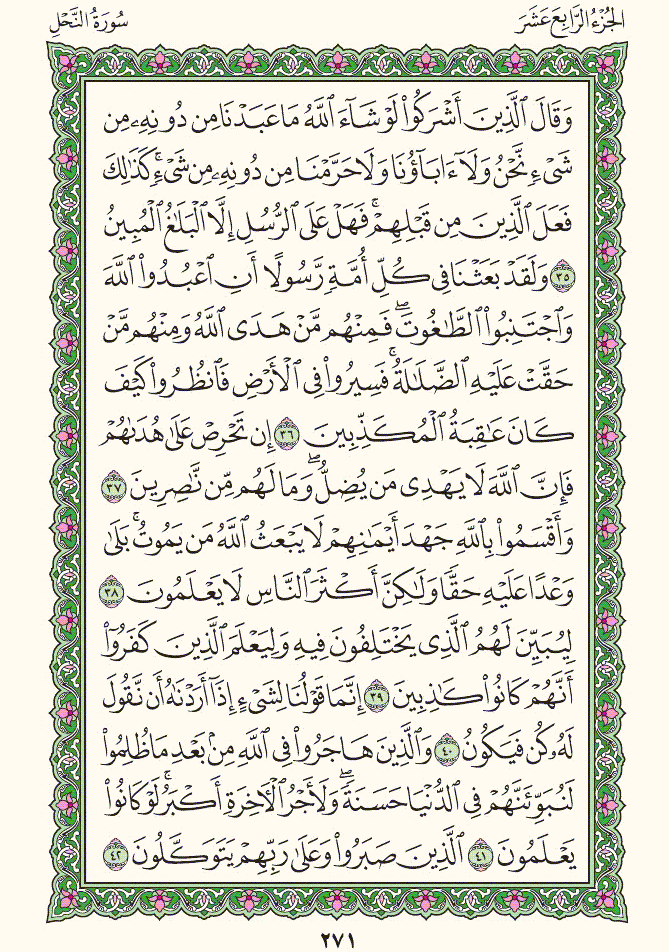 الجُزْءُ الرَّابِعَ عَشَرَ
سُورَةُ النَّحْلِ
وَقَالَ ٱلَّذِينَ أَشْرَكُوا۟ لَوْ شَآءَ ٱللَّهُ مَا عَبَدْنَا مِن دُونِهِۦ مِن
شَىْءٍ نَّحْنُ وَلَآ ءَابَآؤُنَا وَلَا حَرَّمْنَا مِن دُونِهِۦ مِن شَىْءٍ ۚ كَذَٰلِكَ
فَعَلَ ٱلَّذِينَ مِن قَبْلِهِمْ ۚ فَهَلْ عَلَى ٱلرُّسُلِ إِلَّا ٱلْبَلَٰغُ ٱلْمُبِينُ
٣٥ وَلَقَدْ بَعَثْنَا فِى كُلِّ أُمَّةٍ رَّسُولًا أَنِ ٱعْبُدُوا۟ ٱللَّهَ
وَٱجْتَنِبُوا۟ ٱلطَّٰغُوتَ ۖ فَمِنْهُم مَّنْ هَدَى ٱللَّهُ وَمِنْهُم مَّنْ
حَقَّتْ عَلَيْهِ ٱلضَّلَٰلَةُ ۚ فَسِيرُوا۟ فِى ٱلْأَرْضِ فَٱنظُرُوا۟ كَيْفَ
كَانَ عَٰقِبَةُ ٱلْمُكَذِّبِينَ ٣٦ إِن تَحْرِصْ عَلَىٰ هُدَىٰهُمْ
فَإِنَّ ٱللَّهَ لَا يَهْدِى مَن يُضِلُّ ۖ وَمَا لَهُم مِّن نَّٰصِرِينَ ٣٧
وَأَقْسَمُوا۟ بِٱللَّهِ جَهْدَ أَيْمَٰنِهِمْ لَا يَبْعَثُ ٱللَّهُ مَن يَمُوتُ ۚ بَلَىٰ
وَعْدًا عَلَيْهِ حَقًّا وَلَٰكِنَّ أَكْثَرَ ٱلنَّاسِ لَا يَعْلَمُونَ ٣٨
لِيُبَيِّنَ لَهُمُ ٱلَّذِى يَخْتَلِفُونَ فِيهِ وَلِيَعْلَمَ ٱلَّذِينَ كَفَرُوٓا۟
أَنَّهُمْ كَانُوا۟ كَٰذِبِينَ ٣٩ إِنَّمَا قَوْلُنَا لِشَىْءٍ إِذَآ أَرَدْنَٰهُ أَن نَّقُولَ
لَهُۥ كُن فَيَكُونُ ٤٠ وَٱلَّذِينَ هَاجَرُوا۟ فِى ٱللَّهِ مِنۢ بَعْدِ مَا ظُلِمُوا۟
لَنُبَوِّئَنَّهُمْ فِى ٱلدُّنْيَا حَسَنَةً ۖ وَلَأَجْرُ ٱلْءَاخِرَةِ أَكْبَرُ ۚ لَوْ كَانُوا۟
يَعْلَمُونَ ٤١ ٱلَّذِينَ صَبَرُوا۟ وَعَلَىٰ رَبِّهِمْ يَتَوَكَّلُونَ ٤٢
٢٧١